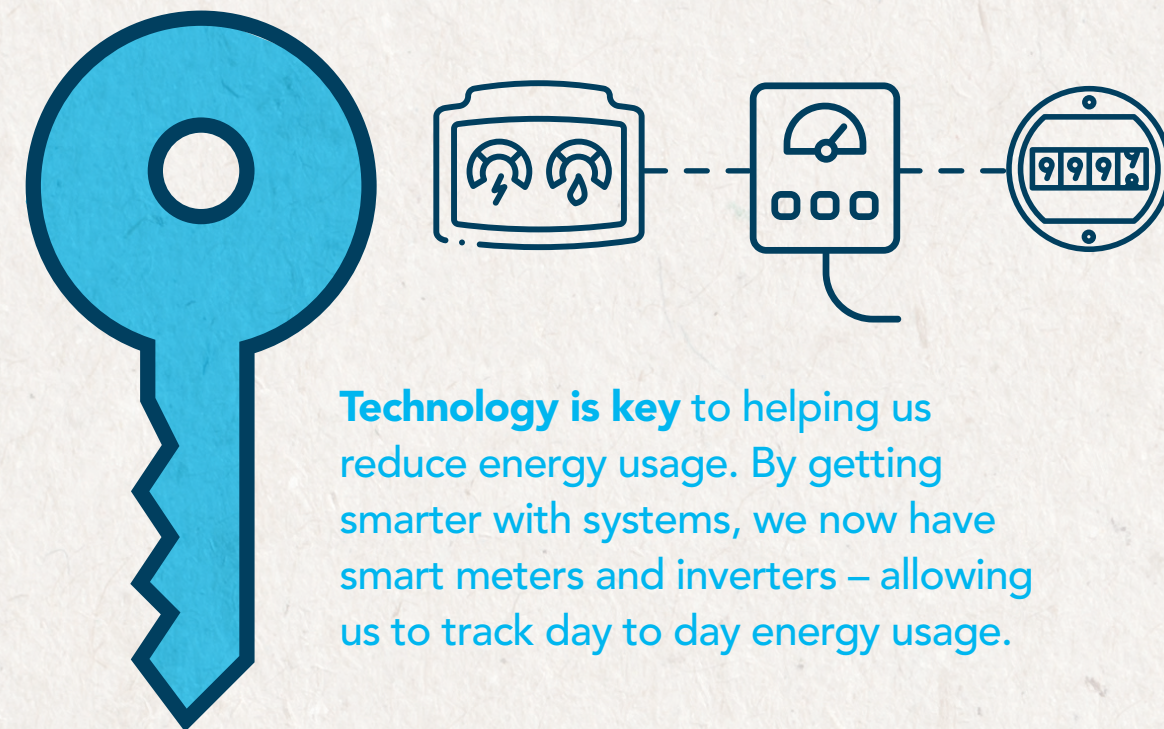 9999
Technology is key to helping us
reduce energy usage. By getting
smarter with systems, we now have
smart meters and inverters – allowing
us to track day to day energy usage.